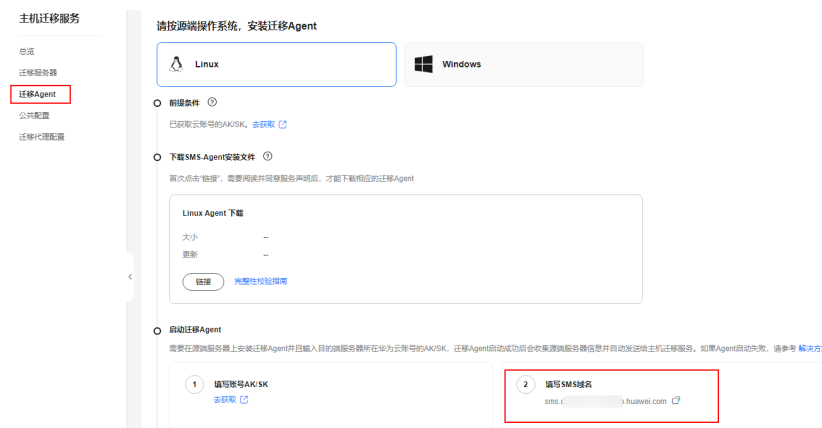 主机迁移服务
总览
迁移服务器
迁移Agent
公共配置
迁移代理配置
请按源端操作系统，安装迁移Agent
Linux
Windows
前提条件
已获取云账号的AK/SK。去获取
下载SMS-Agent安装文件
首次点击“链接”，需要阅读并同意服务声明后，才能下载相应的迁移Agent
Linux Agent 下载
大小 --
更新 --
链接 完整性校验指南
启动迁移Agent
需要在源端服务器上安装迁移Agent并且输入目的端服务器所在华为云账号的AK/SK，迁移Agent启动成功后会收集源端服务器信息并自动发送给主机迁移服务。如果Agent启动失败，请参考 解决方
1 填写账号AK/SK
去获取
2 填写SMS域名
sms.c .huawei.com